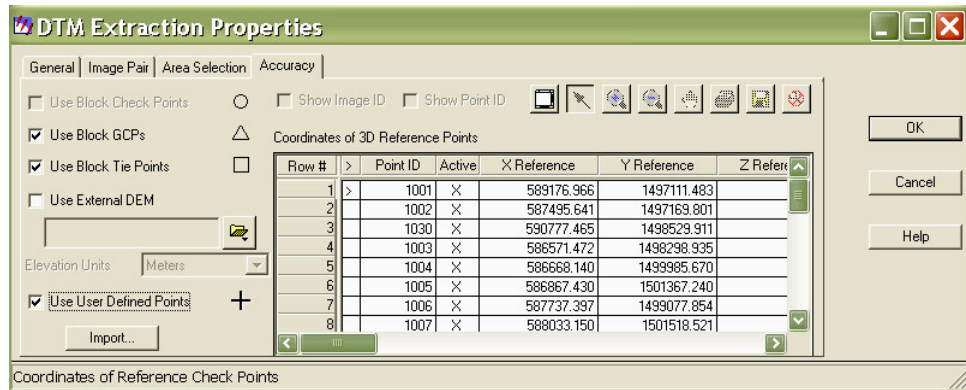 DTM Extraction Properties
General Image Pair Area Selection Accuracy
Use Block Check Points
Use Block GCPs
Use Block Tie Points
Use External DEM
Elevation Units Meters
Use User Defined Points
Import...
Show Image ID Show Point ID
Coordinates of 3D Reference Points
Row # > Point ID Active X Reference Y Reference Z Refere
1 > 1001 X 589176.966 1497111.483
2 1002 X 587495.641 1497169.801
3 1030 X 590777.465 1498529.911
4 1003 X 586571.472 1498298.935
5 1004 X 586668.140 1499985.670
6 1005 X 586867.430 1501367.240
7 1006 X 587737.397 1499077.854
8 1007 X 588033.150 1501518.521
OK
Cancel
Help
Coordinates of Reference Check Points